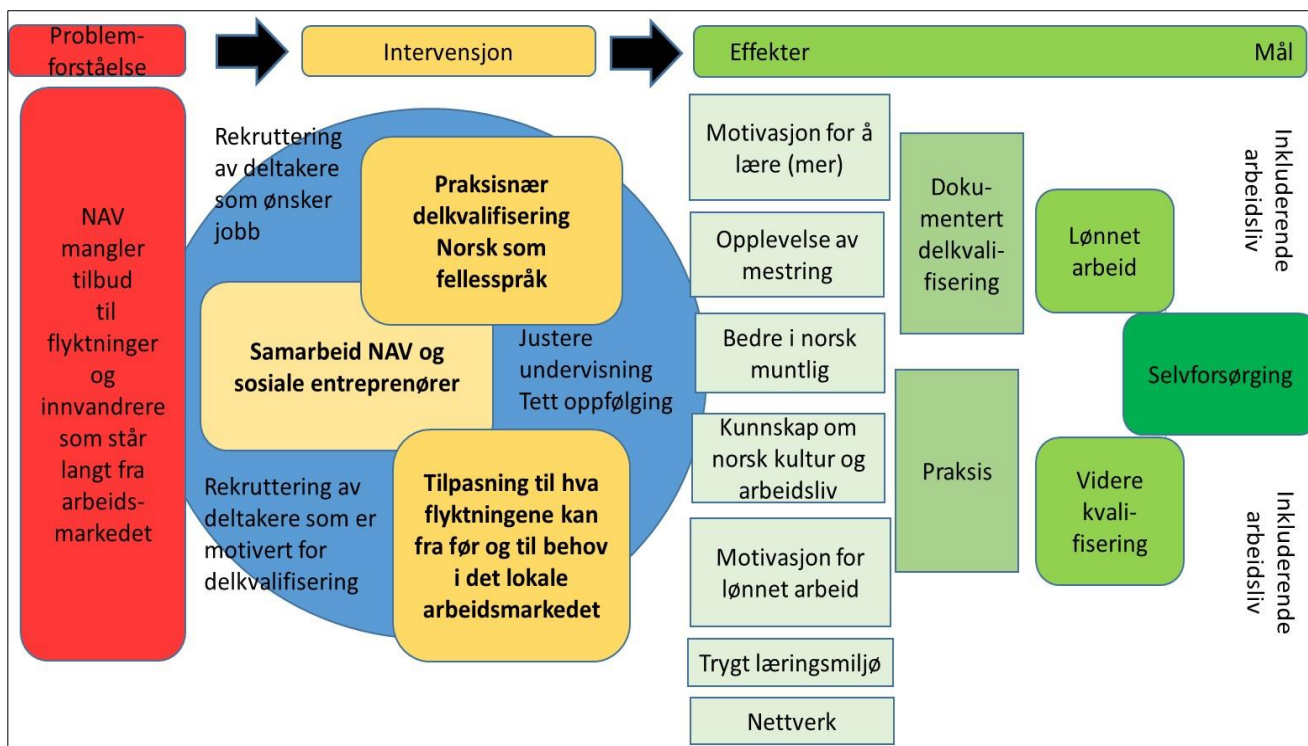 Problem-
forståelse
Intervensjon
Effekter
Mål
NAV
mangler
tilbud
til
flyktninger
og
innvandrere
som står
langt fra
arbeids-
markedet
Rekruttering
av deltakere
som ønsker
jobb
Praksisnær
delkvalifisering
Norsk som
fellesspråk
Samarbeid NAV og
sosiale entreprenører
Justere
undervisning
Tett oppfølging
Rekruttering av
deltakere som er
motivert for
delkvalifisering
Tilpasning til hva
flyktningene kan
fra før og til behov
i det lokale
arbeidsmarkedet
Motivasjon for å
lære (mer)
Opplevelse av
mestring
Bedre i norsk
muntlig
Kunnskap om
norsk kultur og
arbeidsliv
Motivasjon for
lønnet arbeid
Trygt læringsmiljø
Nettverk
Doku-
mentert
delkvali-
fisering
Praksis
Lønnet
arbeid
Videre
kvali-
fisering
Inkluderende
arbeidsliv
Selvforsørging
Inkluderende
arbeidsliv